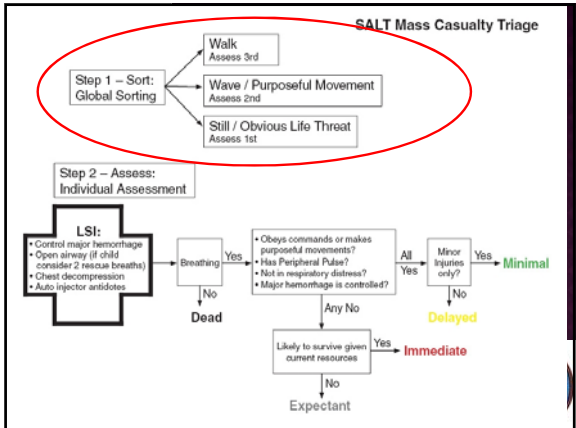 SALT Mass Casualty Triage
Walk
Assess 3rd
Step 1 – Sort:
Global Sorting
Wave / Purposeful Movement
Assess 2nd
Still / Obvious Life Threat
Assess 1st
Step 2 – Assess:
Individual Assessment
LSI:
• Control major hemorrhage
• Open airway (if child
consider 2 rescue breaths)
• Chest decompression
• Auto injector antidotes
Breathing
Yes
No
Dead
• Obeys commands or makes
purposeful movements?
• Has Peripheral Pulse?
• Not in respiratory distress?
• Major hemorrhage is controlled?
All
Yes
Minor
Injuries
only?
Yes
Minimal
No
Delayed
Any No
Likely to survive given
current resources
Yes
Immediate
No
Expectant